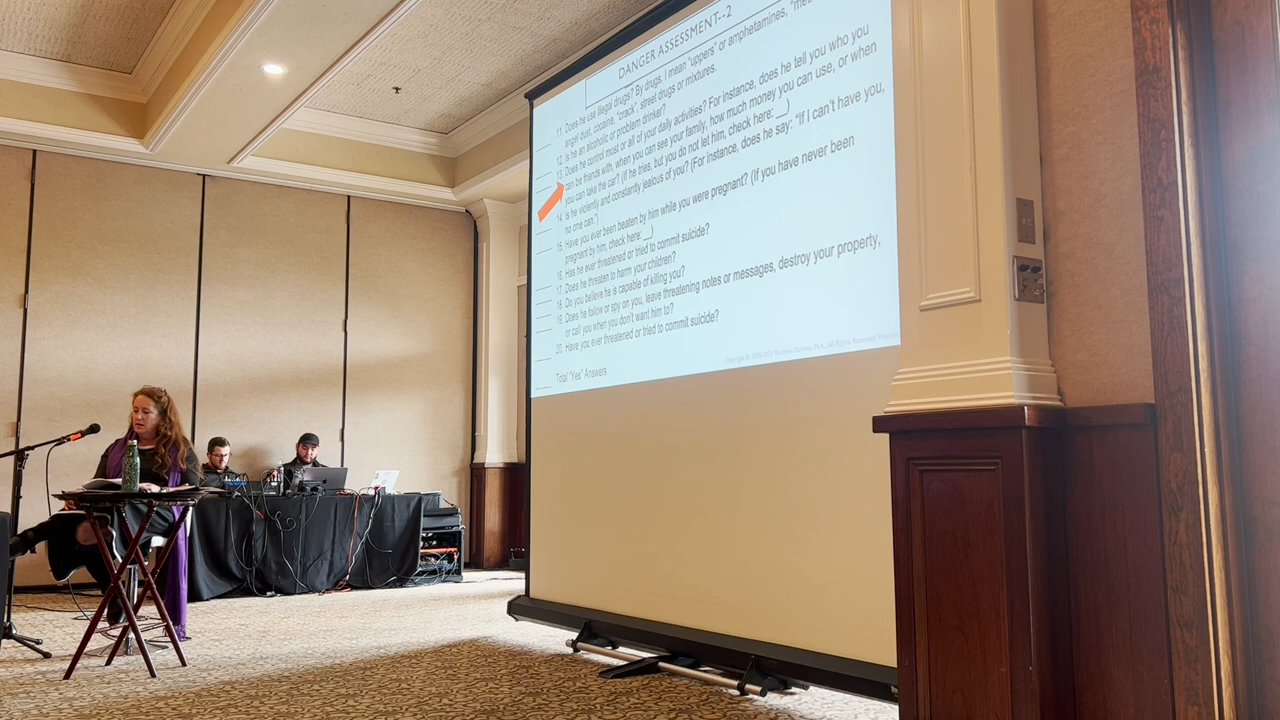 DANGER ASSESSMENT--2
11. Does he use illegal drugs? By drugs, I mean "uppers" or amphetamines, "meth
angel dust, cocaine, "crack", street drugs or mixtures.
12. Is he an alcoholic or problem drinker?
13. Does he control most or all of your daily activities? For instance, does he tell you who you
can be friends with, when you can see your family, how much money you can use, or when
you can take the car? (If he tries, but you do not let him, check here: __)
14. Is he violently and constantly jealous of you? (For instance, does he say: "If I can't have you,
no one can.")
15. Have you ever been beaten by him while you were pregnant? (If you have never been
pregnant by him, check here: __)
16. Has he ever threatened or tried to commit suicide?
17. Does he threaten to harm your children?
18. Do you believe he is capable of killing you?
19. Does he follow or spy on you, leave threatening notes or messages, destroy your property,
or call you when you don't want him to?
20. Have you ever threatened or tried to commit suicide?
Total "Yes" Answers